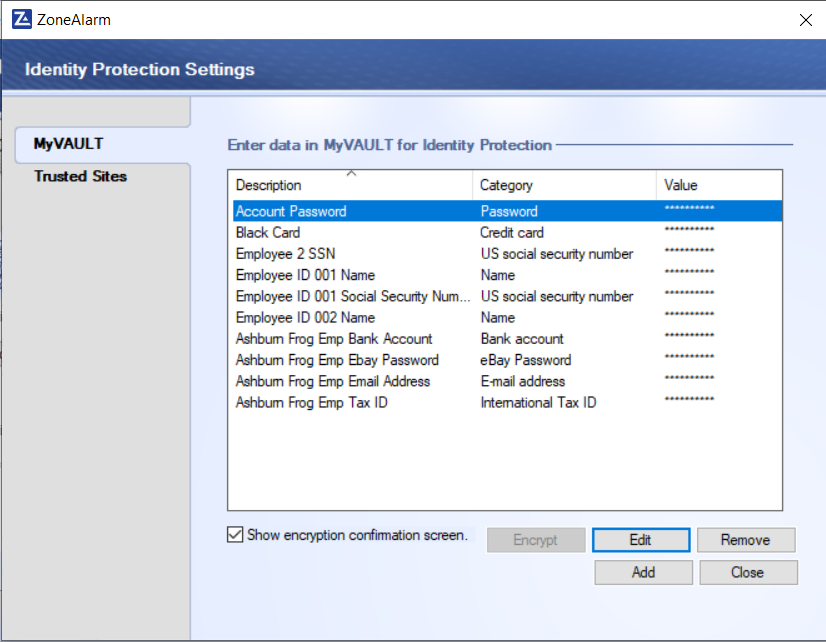 ZoneAlarm
Identity Protection Settings
MyVAULT
Trusted Sites
Enter data in MyVAULT for Identity Protection
Description Category Value
Account Password Password **********
Black Card Credit card **********
Employee 2 SSN US social security number **********
Employee ID 001 Name Name **********
Employee ID 001 Social Security Num... US social security number **********
Employee ID 002 Name Name **********
Ashburn Frog Emp Bank Account Bank account **********
Ashburn Frog Emp Ebay Password eBay Password **********
Ashburn Frog Emp Email Address E-mail address **********
Ashburn Frog Emp Tax ID International Tax ID **********
Show encryption confirmation screen. Encrypt Edit Remove
Add Close